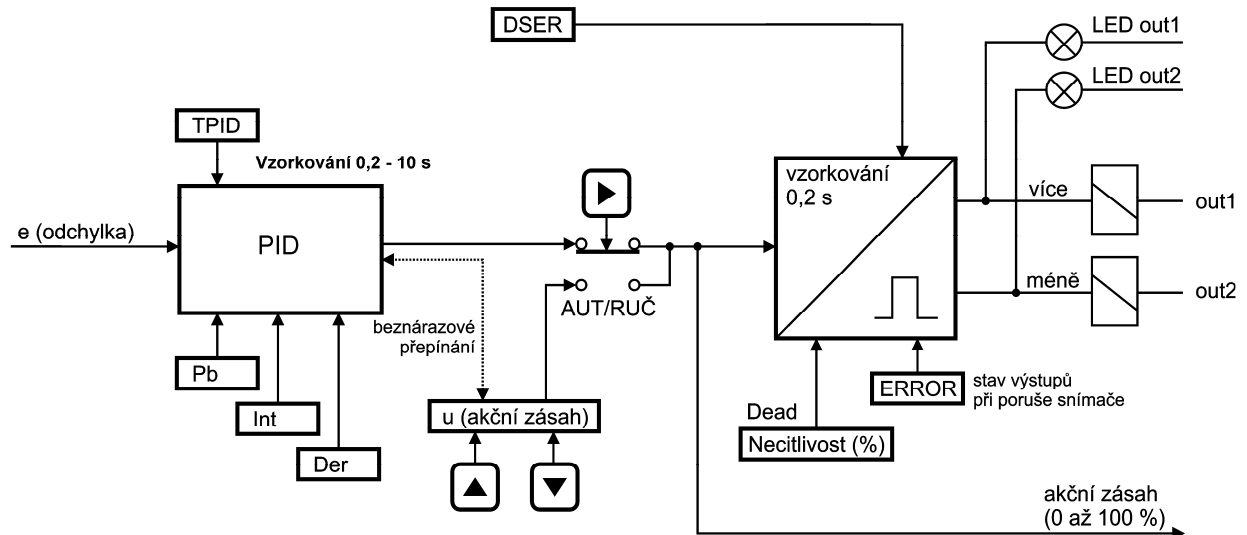 DSER
LED out1
LED out2
TPID
Vzorkování 0,2 - 10 s
vzorkování
0,2 s
více
out1
e (odchylka)
PID
AUT/RUČ
méně
out2
beznárazové
přepínání
Pb
Int
Der
u (akční zásah)
ERROR
stav výstupů
při poruše snímače
Dead
Necitlivost (%)
akční zásah
(0 až 100 %)